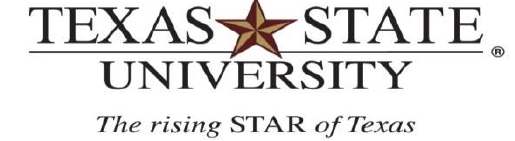 TEXAS STATE
UNIVERSITY ®
The rising STAR of Texas